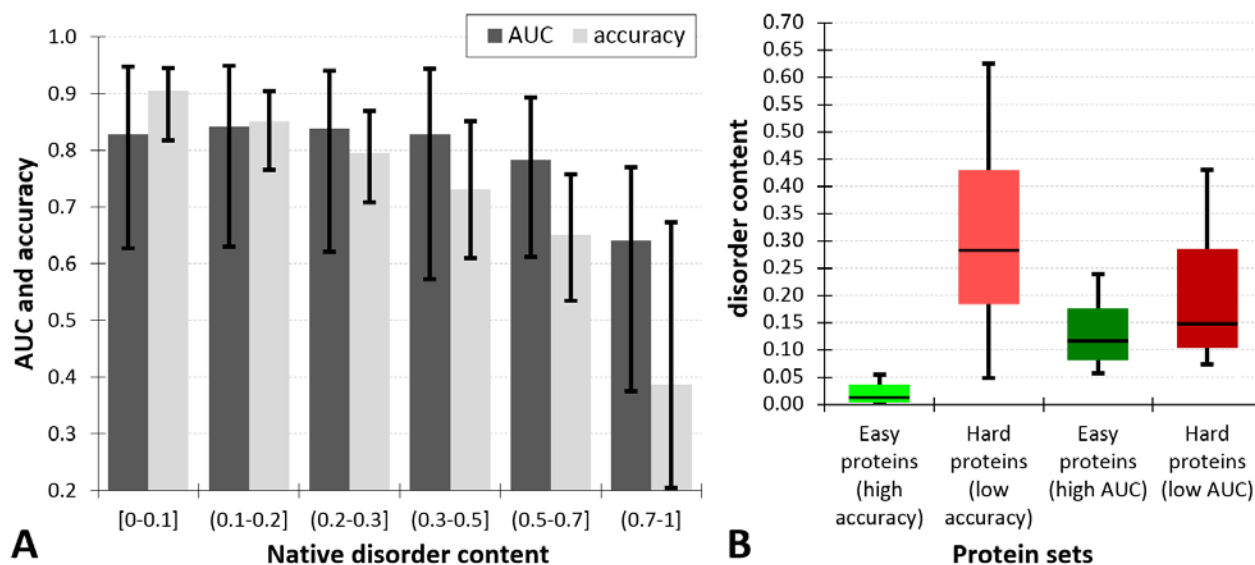 AUC accuracy
1.0
0.9
0.8
0.7
0.6
0.5
0.4
0.3
0.2
AUC and accuracy
[0-0.1] (0.1-0.2] (0.2-0.3] (0.3-0.5] (0.5-0.7] (0.7-1]
Native disorder content
A
0.70
0.65
0.60
0.55
0.50
0.45
0.40
0.35
0.30
0.25
0.20
0.15
0.10
0.05
0.00
disorder content
Easy
proteins
(high
accuracy)
Hard
proteins
(low
accuracy)
Easy
proteins
(high AUC)
Hard
proteins
(low AUC)
Protein sets
B